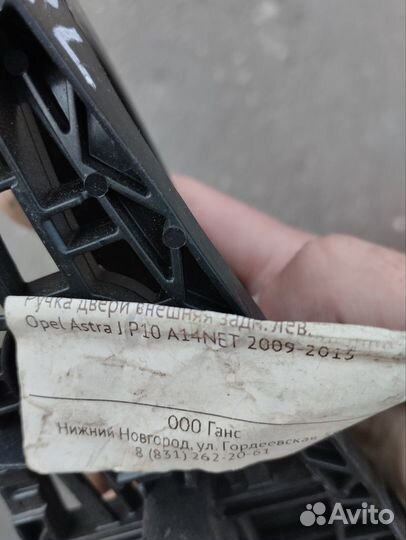 Ручка двери внешняя задн. лев.
Opel Astra J P10 A14NET 2009-2015
ООО Ганс
Нижний Новгород, ул. Гордеевская
8 (831) 262-20-61
Avito